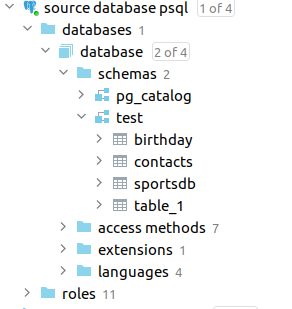 source database psql 1 of 4
databases 1
database 2 of 4
schemas 2
pg_catalog
test
birthday
contacts
sportsdb
table_1
access methods 7
extensions 1
languages 4
roles 11